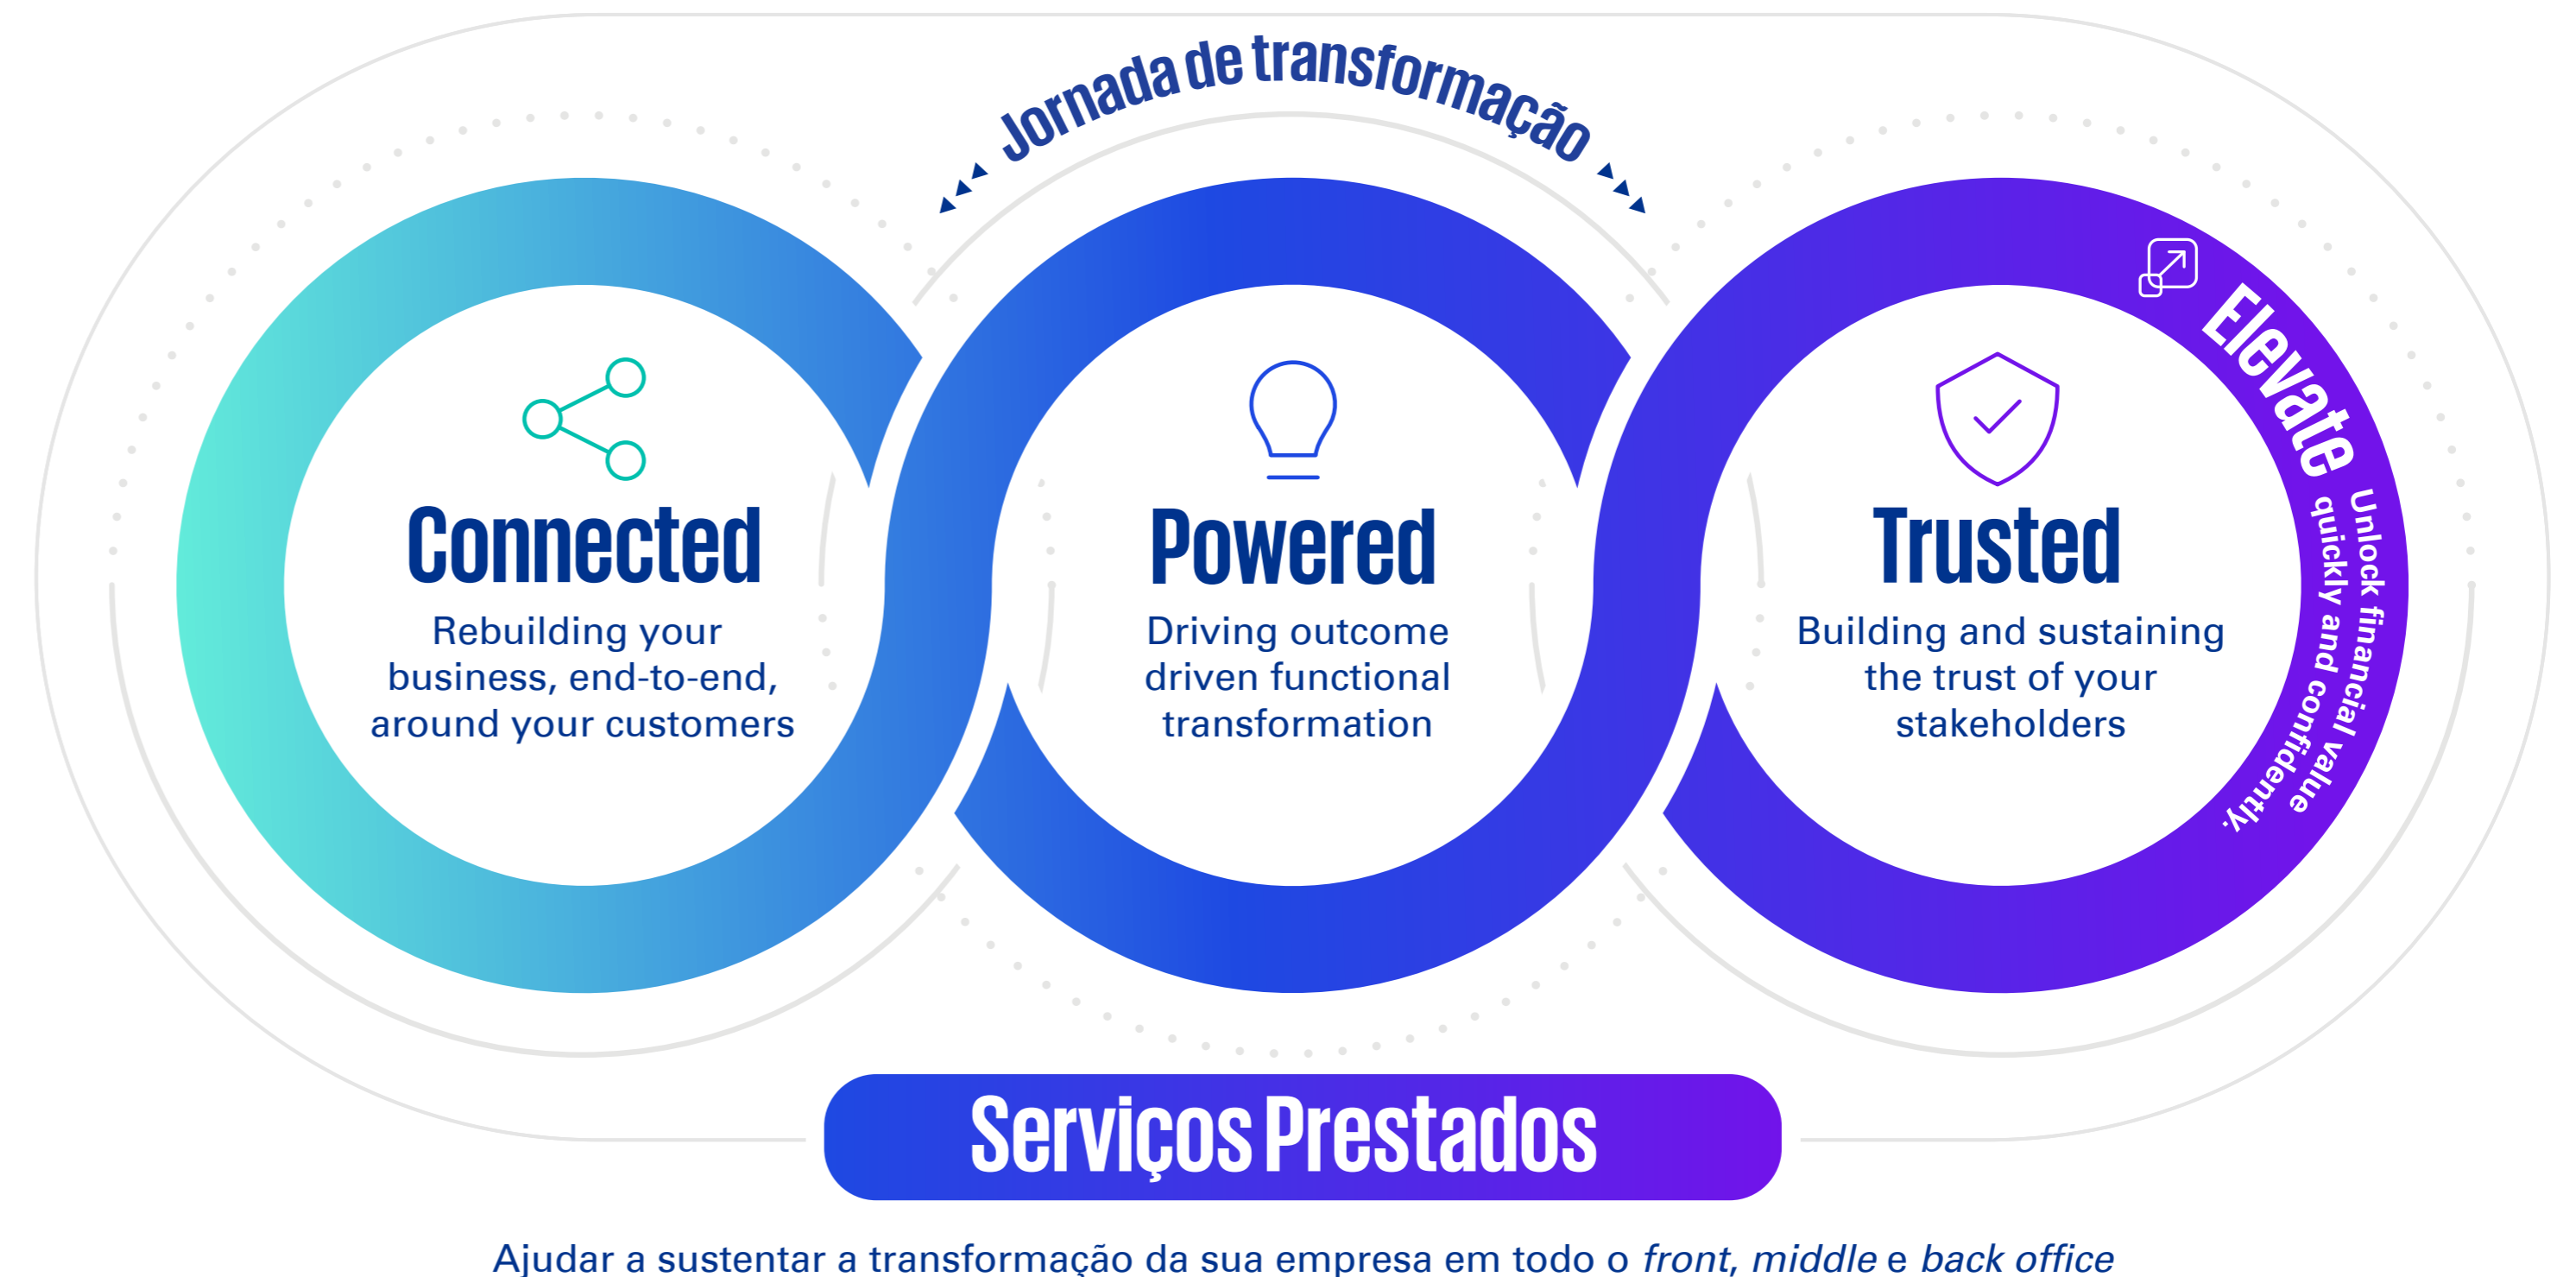 Jornada de transformação
Connected
Rebuilding your
business, end-to-end,
around your customers
Powered
Driving outcome
driven functional
transformation
Trusted
Building and sustaining
the trust of your
stakeholders
Elevate
Unlock financial value
quickly and confidently.
Serviços Prestados
Ajudar a sustentar a transformação da sua empresa em todo o front, middle e back office